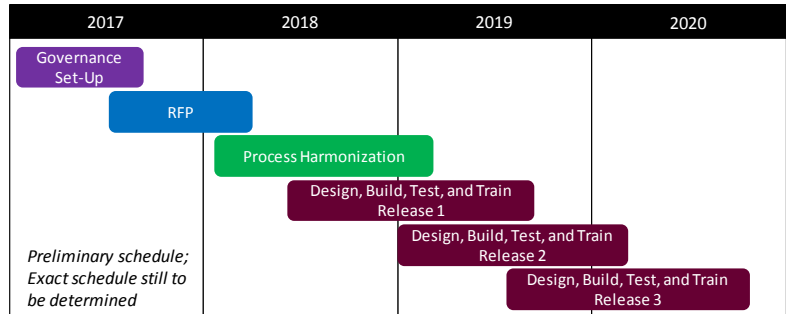 2017 2018 2019 2020
Governance
Set-Up
RFP
Process Harmonization
Design, Build, Test, and Train
Release 1
Design, Build, Test, and Train
Release 2
Design, Build, Test, and Train
Release 3
Preliminary schedule;
Exact schedule still to
be determined